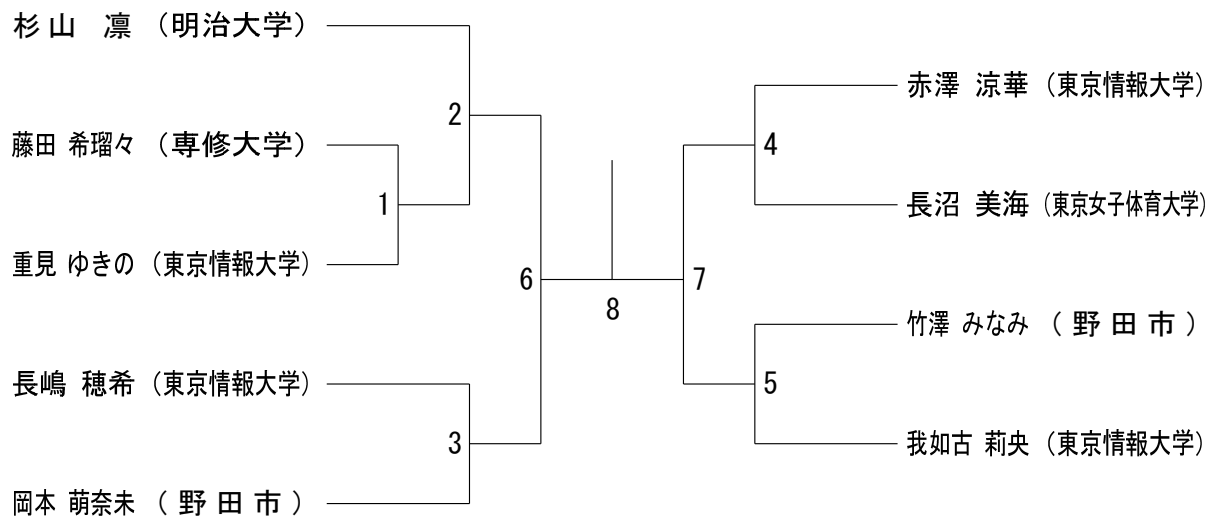 杉山 凛 （明治大学）
藤田 希瑠々 （専修大学）
重見 ゆきの （東京情報大学）
長嶋 穂希 （東京情報大学）
岡本 萌奈未 （野田市）
1
2
3
6
8
7
4
5
赤澤 涼華 （東京情報大学）
長沼 美海 （東京女子体育大学）
竹澤 みなみ （野田市）
我如古 莉央 （東京情報大学）